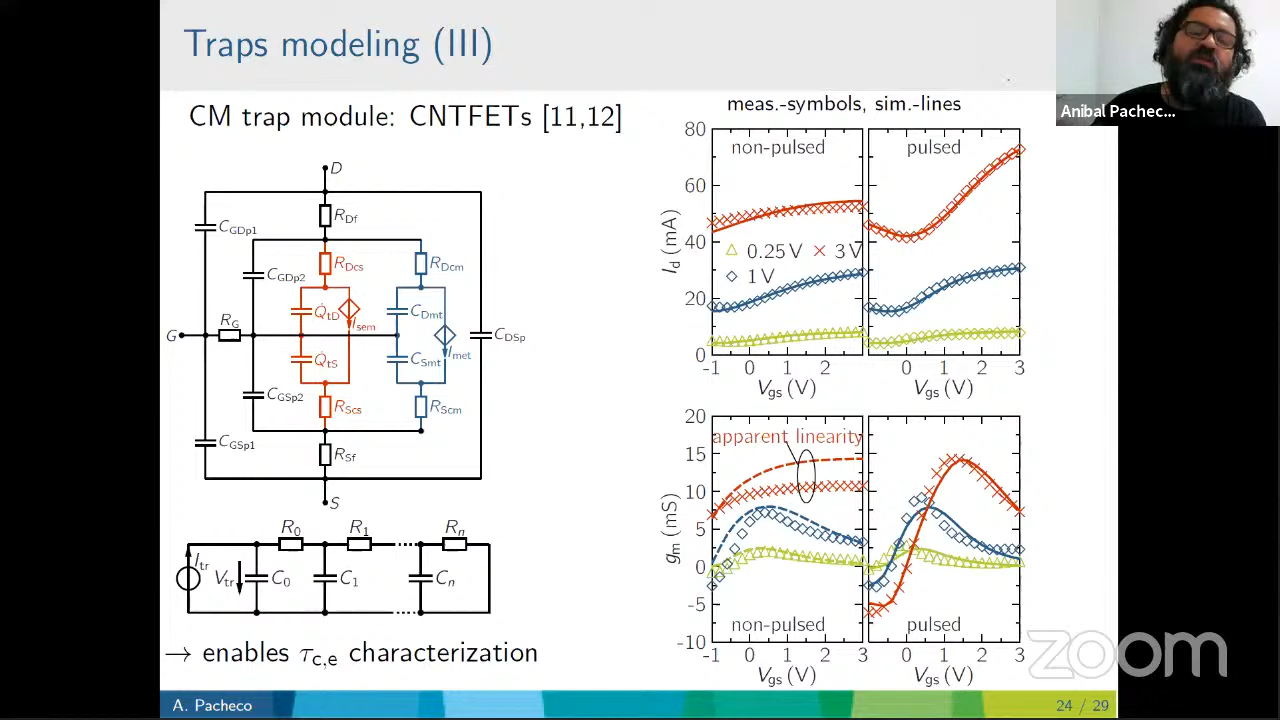 Traps modeling (III)
Anibal Pachec...
CM trap module: CNTFETs [11,12]
D
R_Df
C_GDp1
R_Dcs
R_Dcm
C_GDp2
Q̇_tD
I_sem
C_Dmt
G
R_G
C_DSp
Q̇_tS
I_met
C_Smt
C_GSp2
R_Scs
R_Scm
C_GSp1
R_Sf
S
R_0
R_1
R_n
I_tr
V_tr
C_0
C_1
C_n
→ enables τ_c,e characterization
meas.-symbols, sim.-lines
80
60
40
20
0
I_d (mA)
non-pulsed
pulsed
0.25 V
3 V
1 V
-1 0 1 2 3
0 1 2 3
V_gs (V)
V_gs (V)
20
15
10
5
0
-5
-10
g_m (mS)
apparent linearity
non-pulsed
pulsed
-1 0 1 2 3
0 1 2 3
V_gs (V)
V_gs (V)
zoom
A. Pacheco
24 / 29